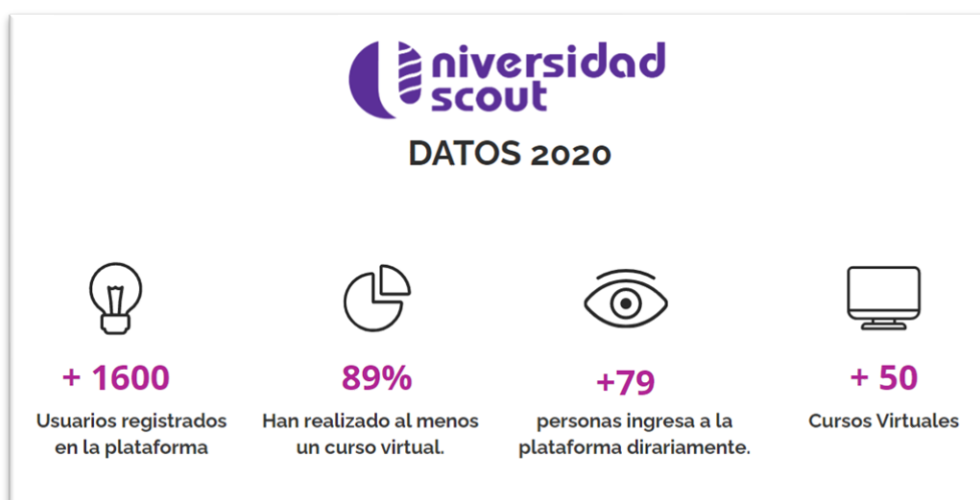 Universidad
scout
DATOS 2020
+ 1600
Usuarios registrados
en la plataforma
89%
Han realizado al menos
un curso virtual.
+79
personas ingresa a la
plataforma dirariamente.
+ 50
Cursos Virtuales